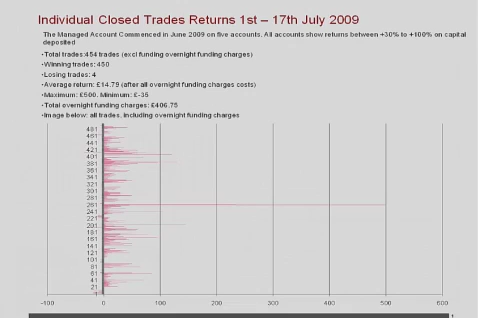 Individual Closed Trades Returns 1st – 17th July 2009
The Managed Account Commenced in June 2009 on five accounts. All accounts show returns between +30% to +100% on capital
deposited
•Total trades:454 trades (excl funding overnight funding charges)
•Winning trades: 450
•Losing trades: 4
•Average return: £14.79 (after all overnight charges costs)
•Maximum: £500. Minimum: £-35
•Total overnight funding charges: £406.75
•Image below: all trades, including overnight funding charges
481
461
441
421
401
381
361
341
321
301
281
261
241
221
201
181
161
141
121
101
81
61
41
21
-100 0 100 200 300 400 500 600
1